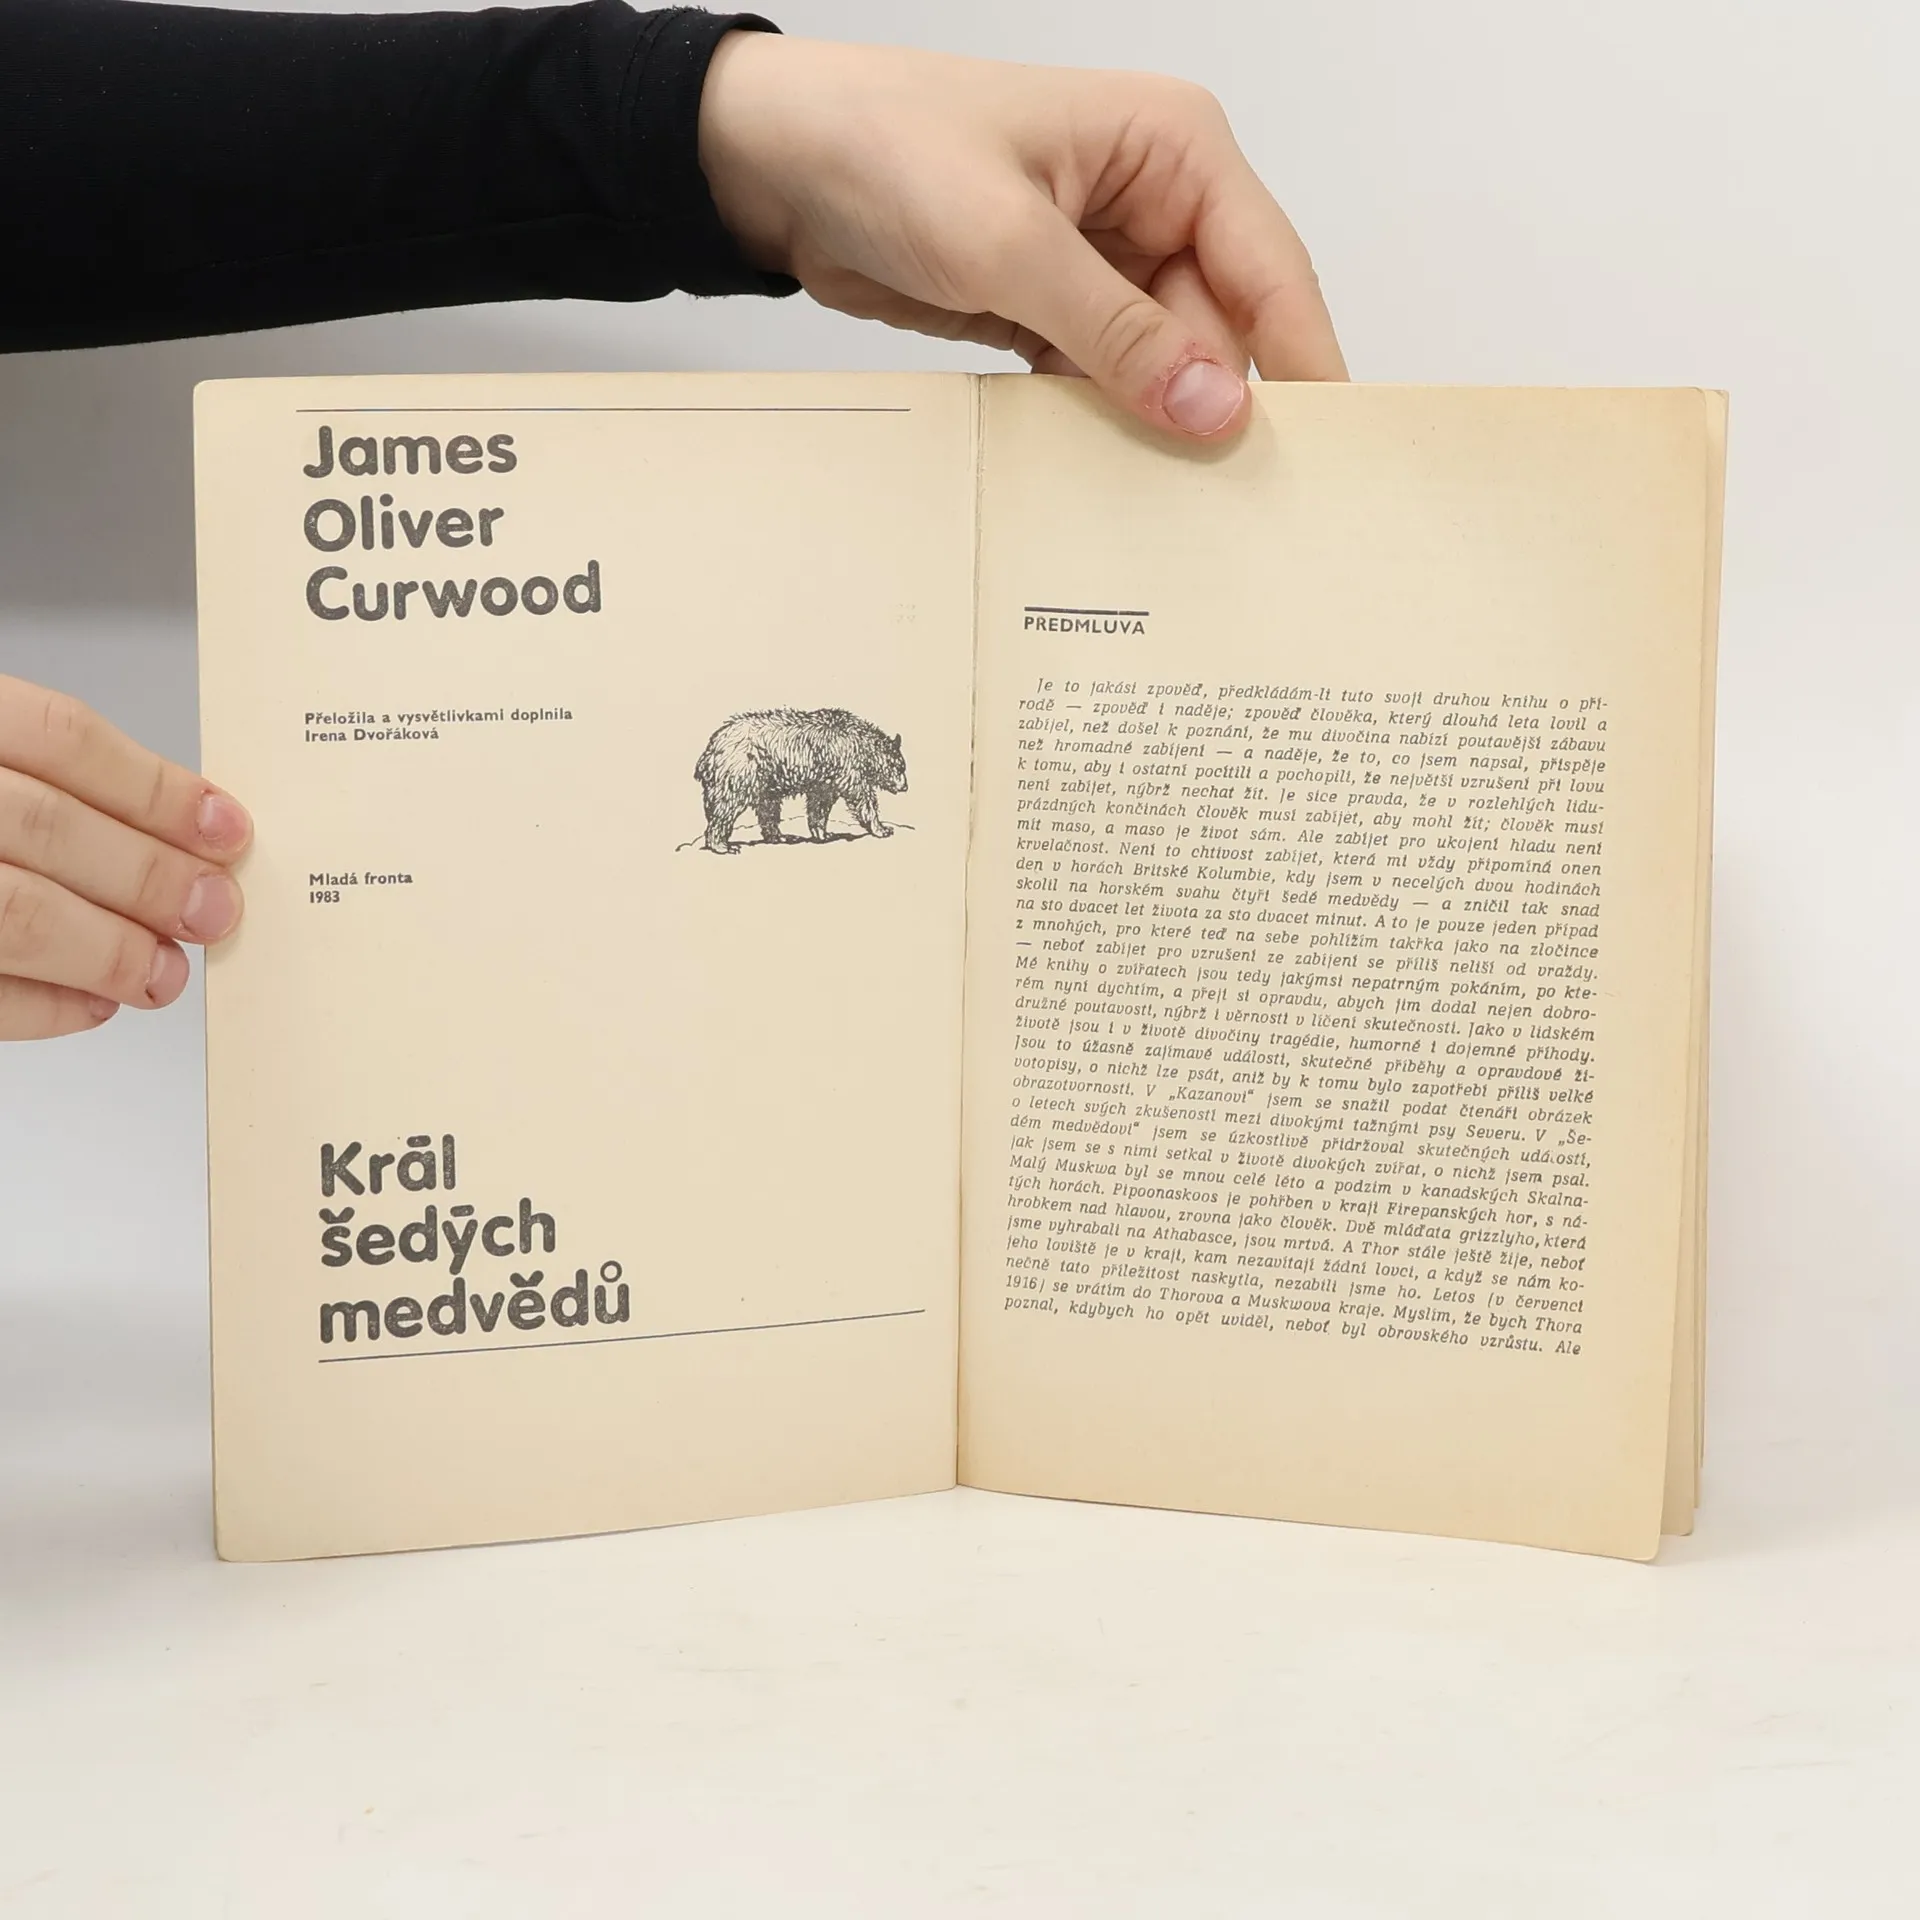 James
Oliver
Curwood
Přeložila a vysvětlivkami doplnila
Irena Dvořáková
Mladá fronta
1983
Král
šedých
medvědů
PŘEDMLUVA
Je to jakási zpověď, předkládám-li tuto svoji druhou knihu o pří-
rodě — zpověď i naděje; zpověď člověka, který dlouhá leta lovil a
zabíjel, než došel k poznání, že mu divočina nabízí poutavější zábavu
než hromadné zabíjení — a naděje, že to, co jsem napsal, přispěje
k tomu, aby i ostatní pocítili a pochopili, že největší vzrušení při lovu
není zabíjet, nýbrž nechat žít. Je sice pravda, že v rozlehlých lidu-
prázdných končinách člověk musí zabíjet, aby mohl žít; člověk musí
mít maso, a maso je život sám. Ale zabíjet pro ukojení hladu není
krvelačnost. Není to chtivost zabíjet, která mi vždy připomíná onen
den v horách Britské Kolumbie, kdy jsem v necelých dvou hodinách
skolil na horském svahu čtyři šedé medvědy — a zničil tak snad
na sto dvacet let života za sto dvacet minut. A to je pouze jeden případ
z mnohých, pro které teď na sebe pohlížím takřka jako na zločince
— neboť zabíjet pro vzrušení ze zabíjení se příliš neliší od vraždy.
Mé knihy o zvířatech jsou tedy jakýmsi nepatrným pokáním, po kte-
rém nyní dychtím, a přeji si opravdu, abych jim dodal nejen dobro-
družné poutavosti, nýbrž i věrnosti v líčení skutečnosti. Jako v lidském
životě jsou i v životě divočiny tragédie, humorné i dojemné příhody.
Jsou to úžasně zajímavé události, skutečné příběhy a opravdové ži-
votopisy, o nichž lze psát, aniž by k tomu bylo zapotřebí příliš velké
obrazotvornosti. V „Kazanovi“ jsem se snažil podat čtenáři obrázek
o letech svých zkušeností mezi divokými tažnými psy Severu. V „Še-
dém medvědovi“ jsem se úzkostlivě přidržoval skutečných událostí,
jak jsem se s nimi setkal v životě divokých zvířat, o nichž jsem psal.
Malý Muskwa byl se mnou celé léto a podzim v kanadských Skalna-
tých horách. Pipoonaskoos je pohřben v kraji Firepanských hor, s ná-
hrobkem nad hlavou, zrovna jako člověk. Dvě mláďata grizzlyho, která
jsme vyhrabali na Athabasce, jsou mrtvá. A Thor stále ještě žije, neboť
jeho loviště je v kraji, kam nezavítají žádní lovci, a když se nám ko-
nečně tato příležitost naskytla, nezabili jsme ho. Letos (v červenci
1916) se vrátím do Thorova a Muskwova kraje. Myslím, že bych Thora
poznal, kdybych ho opět uviděl, neboť byl obrovského vzrůstu. Ale